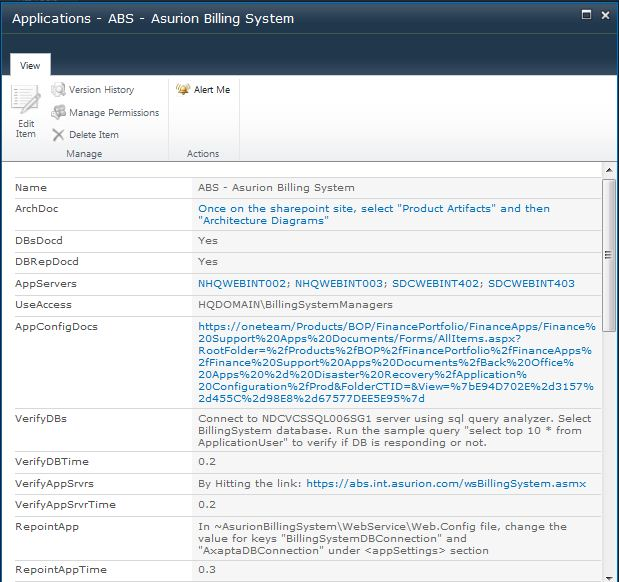 Applications - ABS - Asurion Billing System
View
Edit Item
Version History
Manage Permissions
Delete Item
Manage
Alert Me
Actions
Name ABS - Asurion Billing System
ArchDoc Once on the sharepoint site, select "Product Artifacts" and then
"Architecture Diagrams"
DBsDocd Yes
DBRepDocd Yes
AppServers NHQWEBINT002; NHQWEBINT003; SDCWEBINT402; SDCWEBINT403
UseAccess HQDOMAIN\BillingSystemManagers
AppConfigDocs https://oneteam/Products/BOP/FinancePortfolio/FinanceApps/Finance%
20Support%20Apps%20Documents/Forms/AllItems.aspx?
RootFolder=%2fProducts%2fBOP%2fFinancePortfolio%2fFinanceApps%
2fFinance%20Support%20Apps%20Documents%2fBack%20Office%
20Apps%20%2d%20Disaster%20Recovery%2fApplication%
20Configuration%2fProd&FolderCTID=&View=%7bE94D702E%2d3157%
2d455C%2d98E8%2d67577DEE5E95%7d
VerifyDBs Connect to NDCVCSSQL006SG1 server using sql query analyzer. Select
BillingSystem database. Run the sample query "select top 10 * from
ApplicationUser" to verify if DB is responding or not.
VerifyDBTime 0.2
VerifyAppSrvrs By Hitting the link: https://abs.int.asurion.com/wsBillingSystem.asmx
VerifyAppSrvrTime 0.2
RepointApp In ~AsurionBillingSystem\WebService\Web.Config file, change the
value for keys "BillingSystemDBConnection" and
"AxaptaDBConnection" under <appSettings> section
RepointAppTime 0.3